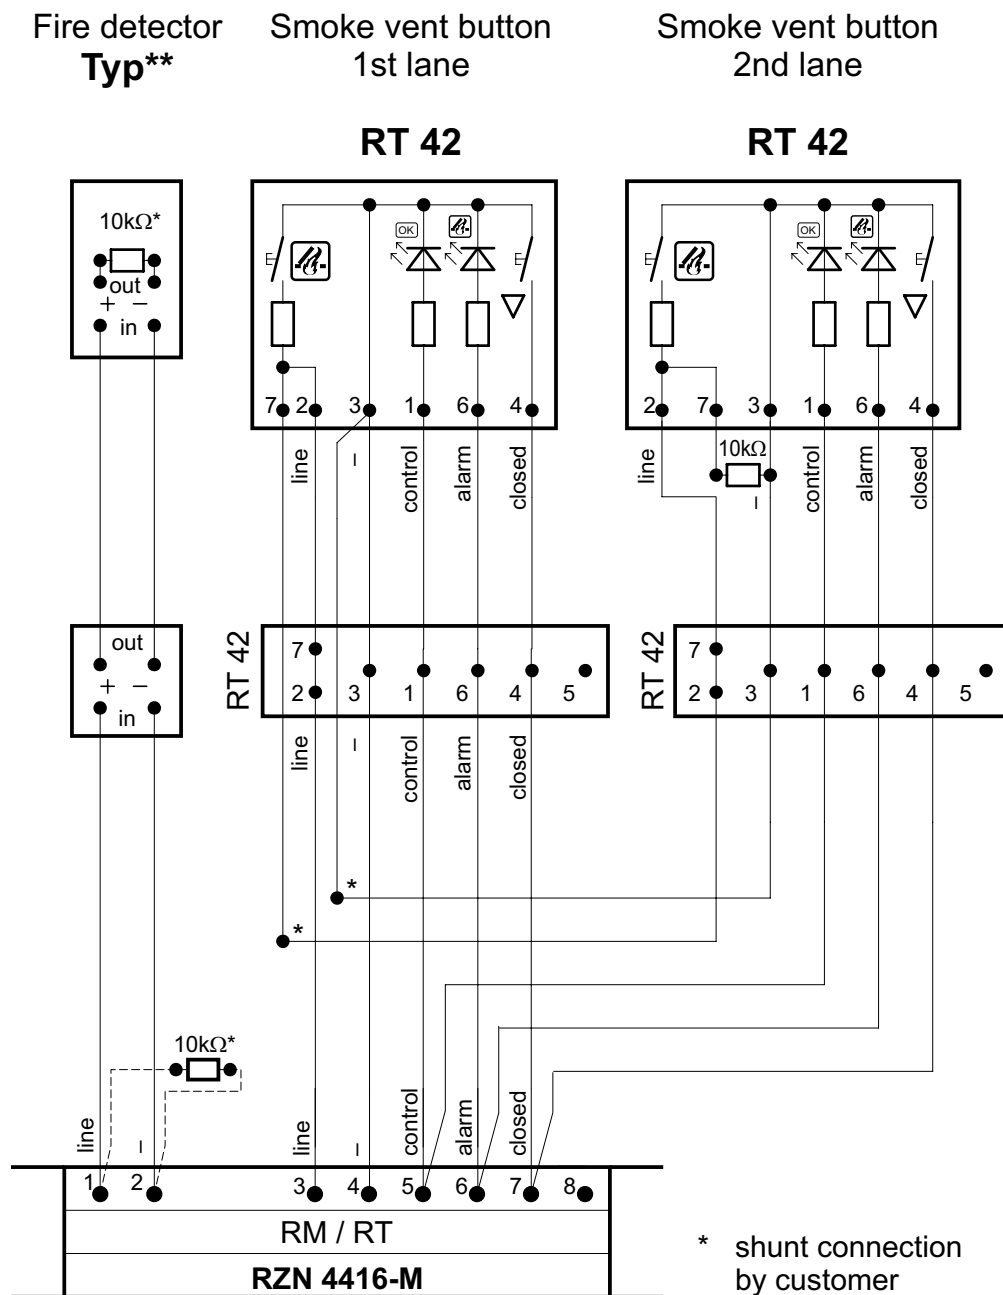 Fire detector
Typ**
Smoke vent button
1st lane
Smoke vent button
2nd lane
RT 42
RT 42
10kΩ*
out
+ −
in
OK
7 2 3 1 6 4
line − control alarm closed
OK
2 7 3 1 6 4
10kΩ
line − control alarm closed
out
+ −
in
RT 42
7
2 3 1 6 4 5
line − control alarm closed
RT 42
7
2 3 1 6 4 5
*
*
10kΩ*
line − line − control alarm closed
1 2 3 4 5 6 7 8
RM / RT
RZN 4416-M
* shunt connection
by customer